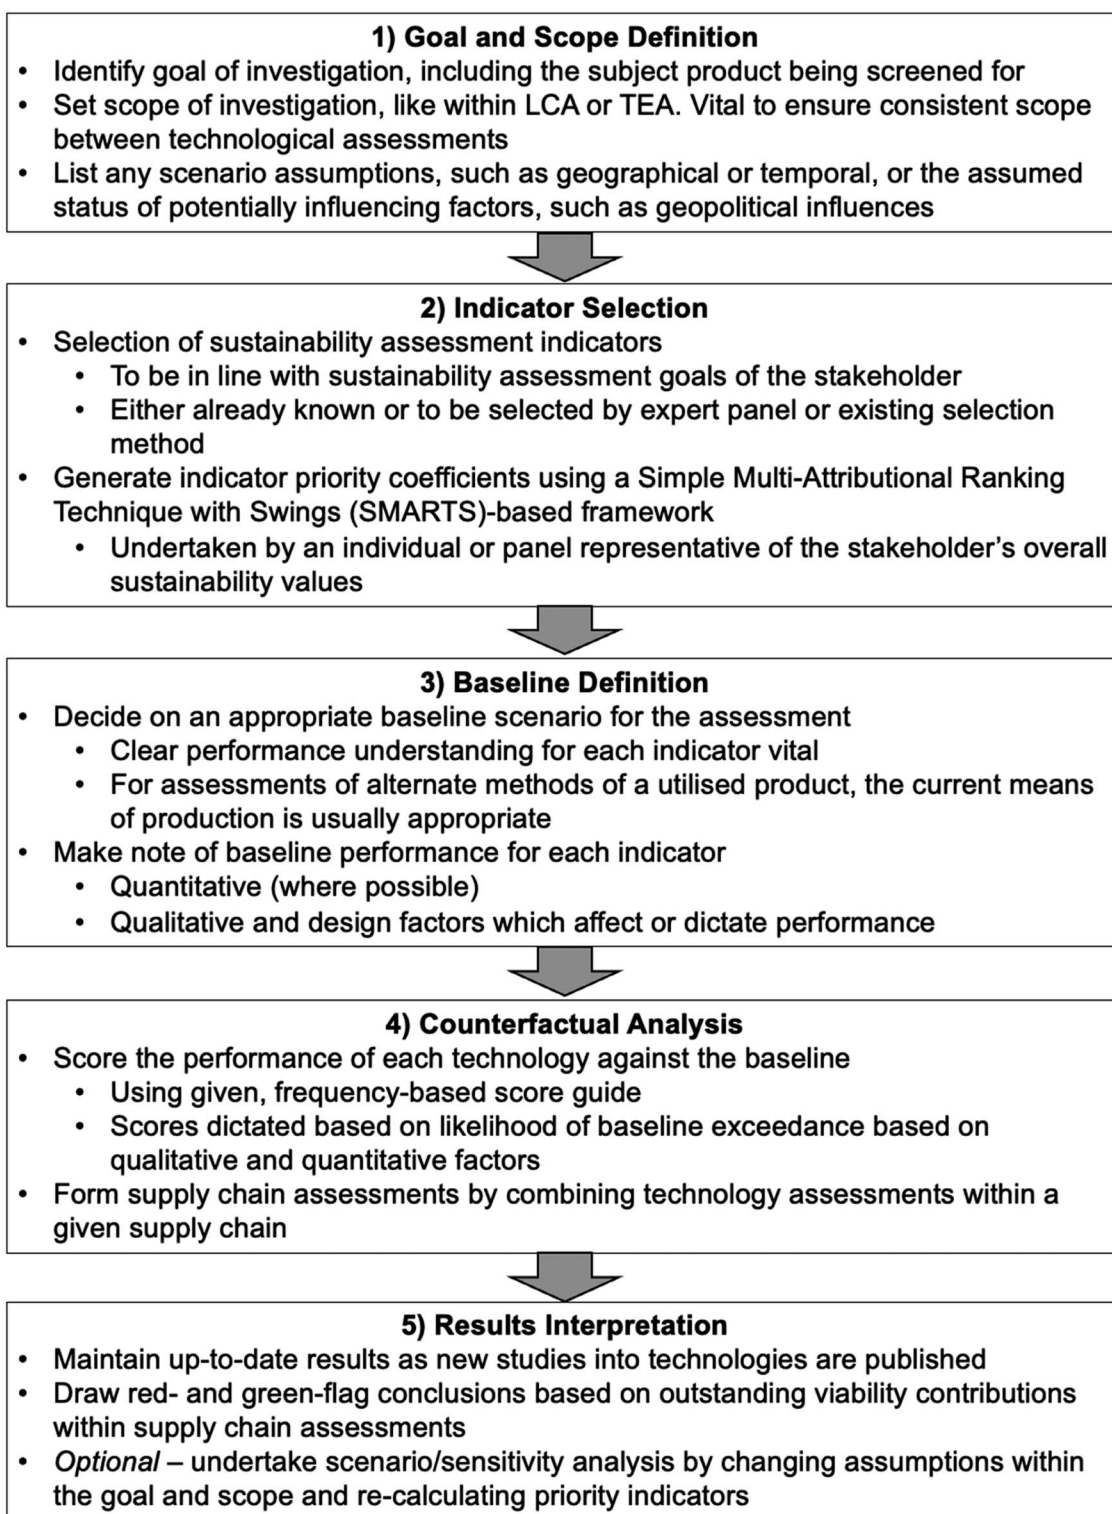 1) Goal and Scope Definition
• Identify goal of investigation, including the subject product being screened for
• Set scope of investigation, like within LCA or TEA. Vital to ensure consistent scope
between technological assessments
• List any scenario assumptions, such as geographical or temporal, or the assumed
status of potentially influencing factors, such as geopolitical influences
2) Indicator Selection
• Selection of sustainability assessment indicators
• To be in line with sustainability assessment goals of the stakeholder
• Either already known or to be selected by expert panel or existing selection
method
• Generate indicator priority coefficients using a Simple Multi-Attributional Ranking
Technique with Swings (SMARTS)-based framework
• Undertaken by an individual or panel representative of the stakeholder's overall
sustainability values
3) Baseline Definition
• Decide on an appropriate baseline scenario for the assessment
• Clear performance understanding for each indicator vital
• For assessments of alternate methods of a utilised product, the current means
of production is usually appropriate
• Make note of baseline performance for each indicator
• Quantitative (where possible)
• Qualitative and design factors which affect or dictate performance
4) Counterfactual Analysis
• Score the performance of each technology against the baseline
• Using given, frequency-based score guide
• Scores dictated based on likelihood of baseline exceedance based on
qualitative and quantitative factors
• Form supply chain assessments by combining technology assessments within a
given supply chain
5) Results Interpretation
• Maintain up-to-date results as new studies into technologies are published
• Draw red- and green-flag conclusions based on outstanding viability contributions
within supply chain assessments
• Optional – undertake scenario/sensitivity analysis by changing assumptions within
the goal and scope and re-calculating priority indicators